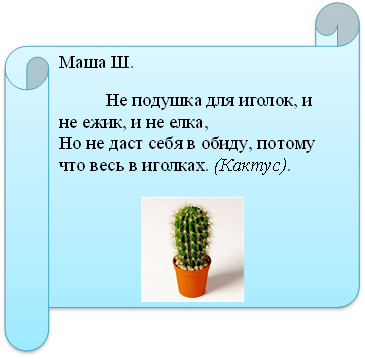 Маша Ш.
Не подушка для иголок, и
не ежик, и не елка,
Но не даст себя в обиду, потому
что весь в иголках. (Кактус).